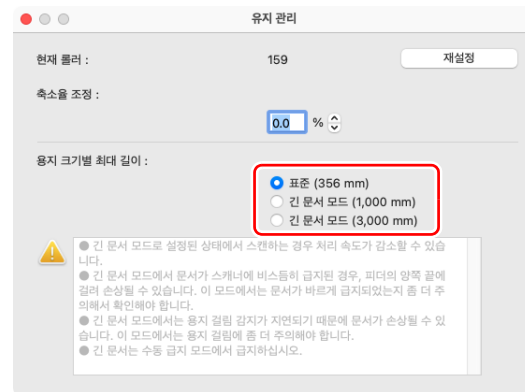 유지 관리
현재 롤러 : 159 재설정
축소율 조정 :
0.0 %
용지 크기별 최대 길이 :
표준 (356 mm)
긴 문서 모드 (1,000 mm)
긴 문서 모드 (3,000 mm)
● 긴 문서 모드로 설정된 상태에서 스캔하는 경우 처리 속도가 감소할 수 있습
니다.
● 긴 문서 모드에서 문서가 스캐너에 비스듬히 급지된 경우, 피더의 양쪽 끝에
걸려 손상될 수 있습니다. 이 모드에서는 문서가 바르게 급지되었는지 좀 더 주
의해서 확인해야 합니다.
● 긴 문서 모드에서는 용지 걸림 감지가 지연되기 때문에 문서가 손상될 수 있
습니다. 이 모드에서는 용지 걸림에 좀 더 주의해야 합니다.
● 긴 문서는 수동 급지 모드에서 급지하십시오.